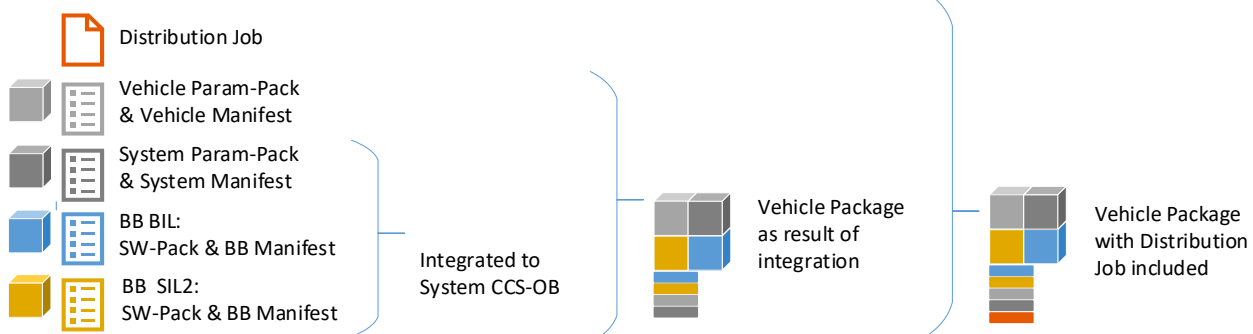 Distribution Job
Vehicle Param-Pack
& Vehicle Manifest
System Param-Pack
& System Manifest
BB BIL:
SW-Pack & BB Manifest
BB SIL2:
SW-Pack & BB Manifest
Integrated to
System CCS-OB
Vehicle Package
as result of
integration
Vehicle Package
with Distribution
Job included